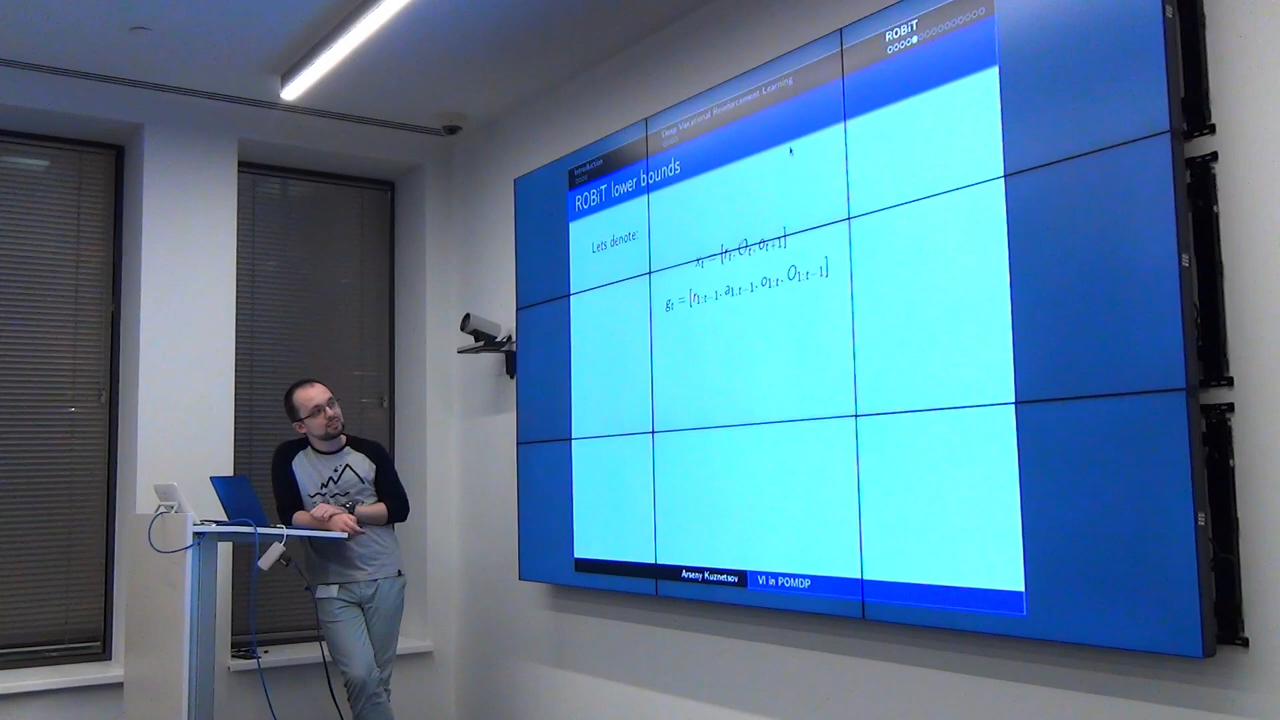 Introduction
Deep Variational Reinforcement Learning
ROBiT
ROBiT lower bounds
Lets denote:
x_t = [r_t, O_t, o_{t+1}]
g_t = [r_{1:t−1}, a_{1:t−1}, o_{1:t}, O_{1:t−1}]
Arseny Kuznetsov
VI in POMDP